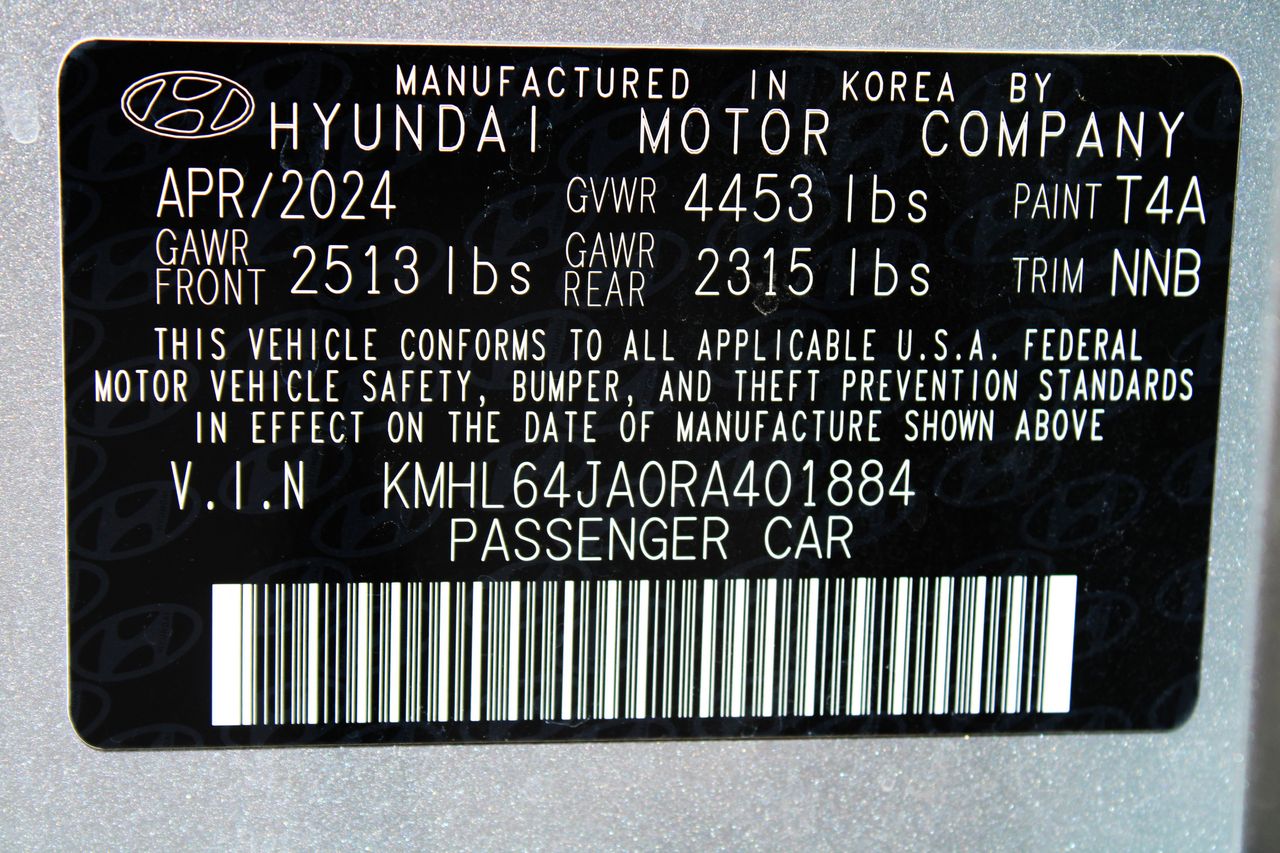 MANUFACTURED IN KOREA BY
HYUNDAI MOTOR COMPANY
APR/2024 GVWR 4453 lbs PAINT T4A
GAWR FRONT 2513 lbs GAWR REAR 2315 lbs TRIM NNB
THIS VEHICLE CONFORMS TO ALL APPLICABLE U.S.A. FEDERAL
MOTOR VEHICLE SAFETY, BUMPER, AND THEFT PREVENTION STANDARDS
IN EFFECT ON THE DATE OF MANUFACTURE SHOWN ABOVE
V.I.N KMHL64JA0RA401884
PASSENGER CAR